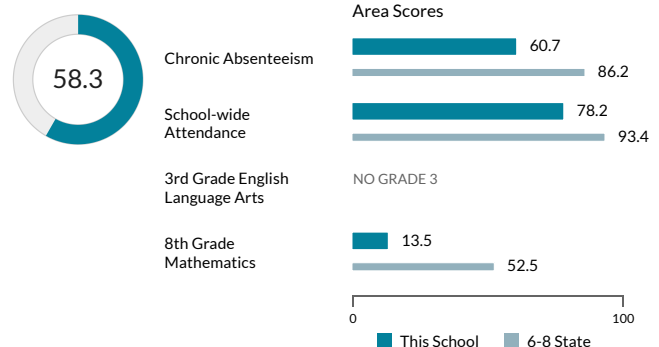 Area Scores
58.3
Chronic Absenteeism
60.7
86.2
School-wide
Attendance
78.2
93.4
3rd Grade English
Language Arts
NO GRADE 3
8th Grade
Mathematics
13.5
52.5
0 100
This School 6-8 State